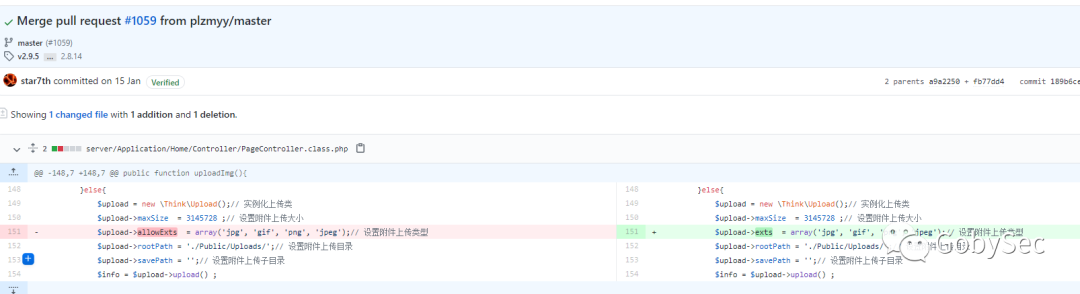 Merge pull request #1059 from plzmyy/master
master (#1059)
v2.9.5 ... 2.8.14
star7th committed on 15 Jan Verified
2 parents a9a2250 + fb77dd4 commit 189b6ce
Showing 1 changed file with 1 addition and 1 deletion.
2 server/Application/Home/Controller/PageController.class.php
@@ -148,7 +148,7 @@ public function uploadImg(){
148 }else{
149 $upload = new \Think\Upload();// 实例化上传类
150 $upload->maxSize = 3145728 ;// 设置附件上传大小
151 - $upload->allowExts = array('jpg', 'gif', 'png', 'jpeg');// 设置附件上传类型
152 $upload->rootPath = './Public/Uploads/';// 设置附件上传目录
153 $upload->savePath = '';// 设置附件上传子目录
154 $info = $upload->upload() ;
148 }else{
149 $upload = new \Think\Upload();// 实例化上传类
150 $upload->maxSize = 3145728 ;// 设置附件上传大小
151 + $upload->exts = array('jpg', 'gif', jpeg');// 设置附件上传类型
152 $upload->rootPath = './Public/Uploads/ 附件上传目录
153 $upload->savePath = '';// 设置附件上传子目录
154 $info = $upload->upload() ;
GobySec